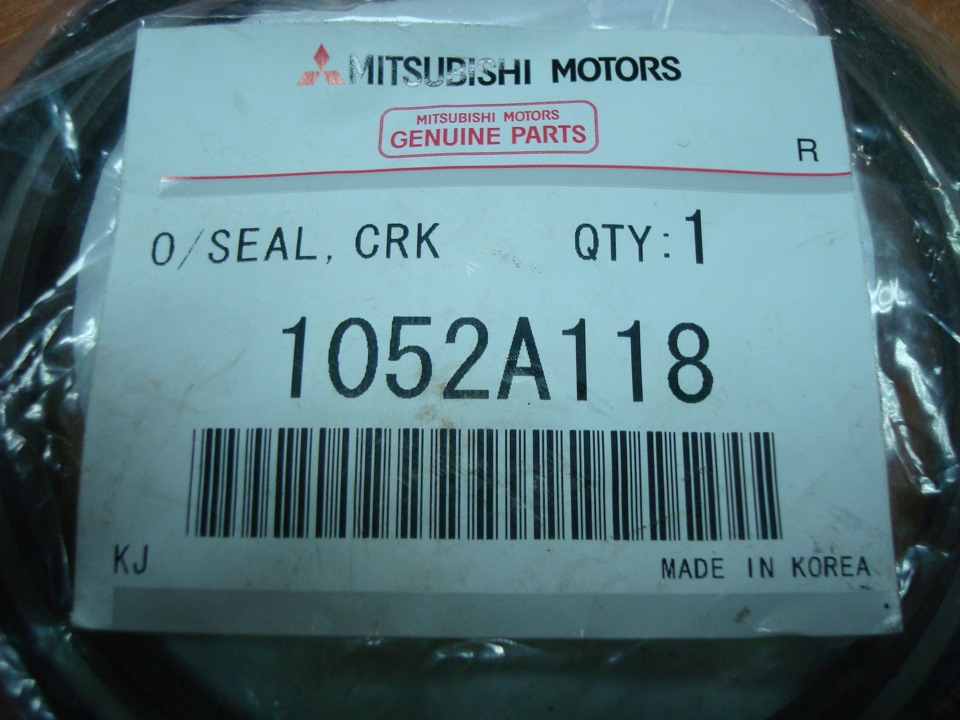 MITSUBISHI MOTORS
MITSUBISHI MOTORS
GENUINE PARTS
R
O/SEAL, CRK QTY:1
1052A118
KJ MADE IN KOREA